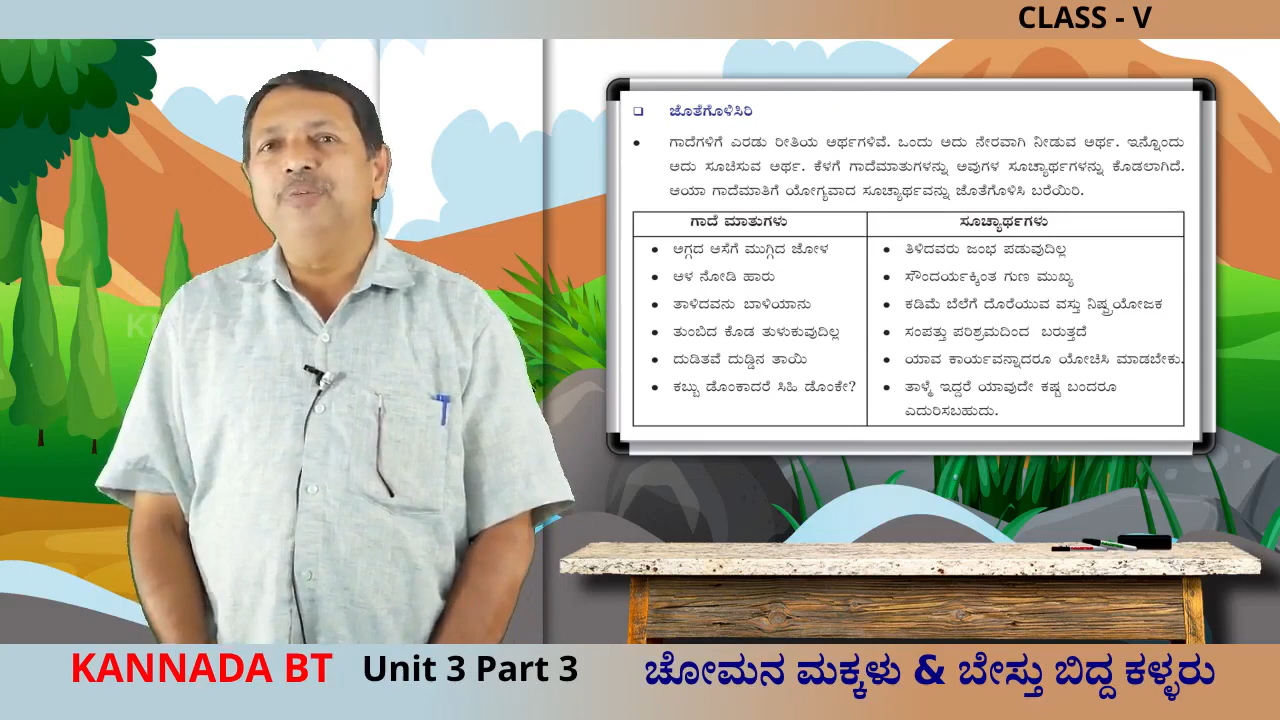 CLASS - V
ಜೊತೆಗೊಳಿಸಿರಿ
ಗಾದೆಗಳಿಗೆ ಎರಡು ರೀತಿಯ ಅರ್ಥಗಳಿವೆ. ಒಂದು ಅದು ನೇರವಾಗಿ ನೀಡುವ ಅರ್ಥ. ಇನ್ನೊಂದು
ಅದು ಸೂಚಿಸುವ ಅರ್ಥ. ಕೆಳಗೆ ಗಾದೆಮಾತುಗಳನ್ನು ಅವುಗಳ ಸೂಚ್ಯಾರ್ಥಗಳನ್ನು ಕೊಡಲಾಗಿದೆ.
ಆಯಾ ಗಾದೆಮಾತಿಗೆ ಯೋಗ್ಯವಾದ ಸೂಚ್ಯಾರ್ಥವನ್ನು ಜೊತೆಗೊಳಿಸಿ ಬರೆಯಿರಿ.
ಗಾದೆ ಮಾತುಗಳು
ಅಗ್ಗದ ಆಸೆಗೆ ಮುಗ್ಗಿದ ಜೋಳ
ಆಳ ನೋಡಿ ಹಾರು
ತಾಳಿದವನು ಬಾಳಿಯಾನು
ತುಂಬಿದ ಕೊಡ ತುಳುಕುವುದಿಲ್ಲ
ದುಡಿತವೆ ದುಡ್ಡಿನ ತಾಯಿ
ಕಬ್ಬು ಡೊಂಕಾದರೆ ಸಿಹಿ ಡೊಂಕೇ?
ಸೂಚ್ಯಾರ್ಥಗಳು
ತಿಳಿದವರು ಜಂಭ ಪಡುವುದಿಲ್ಲ
ಸೌಂದರ್ಯಕ್ಕಿಂತ ಗುಣ ಮುಖ್ಯ
ಕಡಿಮೆ ಬೆಲೆಗೆ ದೊರೆಯುವ ವಸ್ತು ನಿಷ್ಪ್ರಯೋಜಕ
ಸಂಪತ್ತು ಪರಿಶ್ರಮದಿಂದ ಬರುತ್ತದೆ
ಯಾವ ಕಾರ್ಯವನ್ನಾದರೂ ಯೋಚಿಸಿ ಮಾಡಬೇಕು.
ತಾಳ್ಮೆ ಇದ್ದರೆ ಯಾವುದೇ ಕಷ್ಟ ಬಂದರೂ
ಎದುರಿಸಬಹುದು.
KANNADA BT Unit 3 Part 3 ಚೋಮನ ಮಕ್ಕಳು & ಬೇಸ್ತು ಬಿದ್ದ ಕಳ್ಳರು